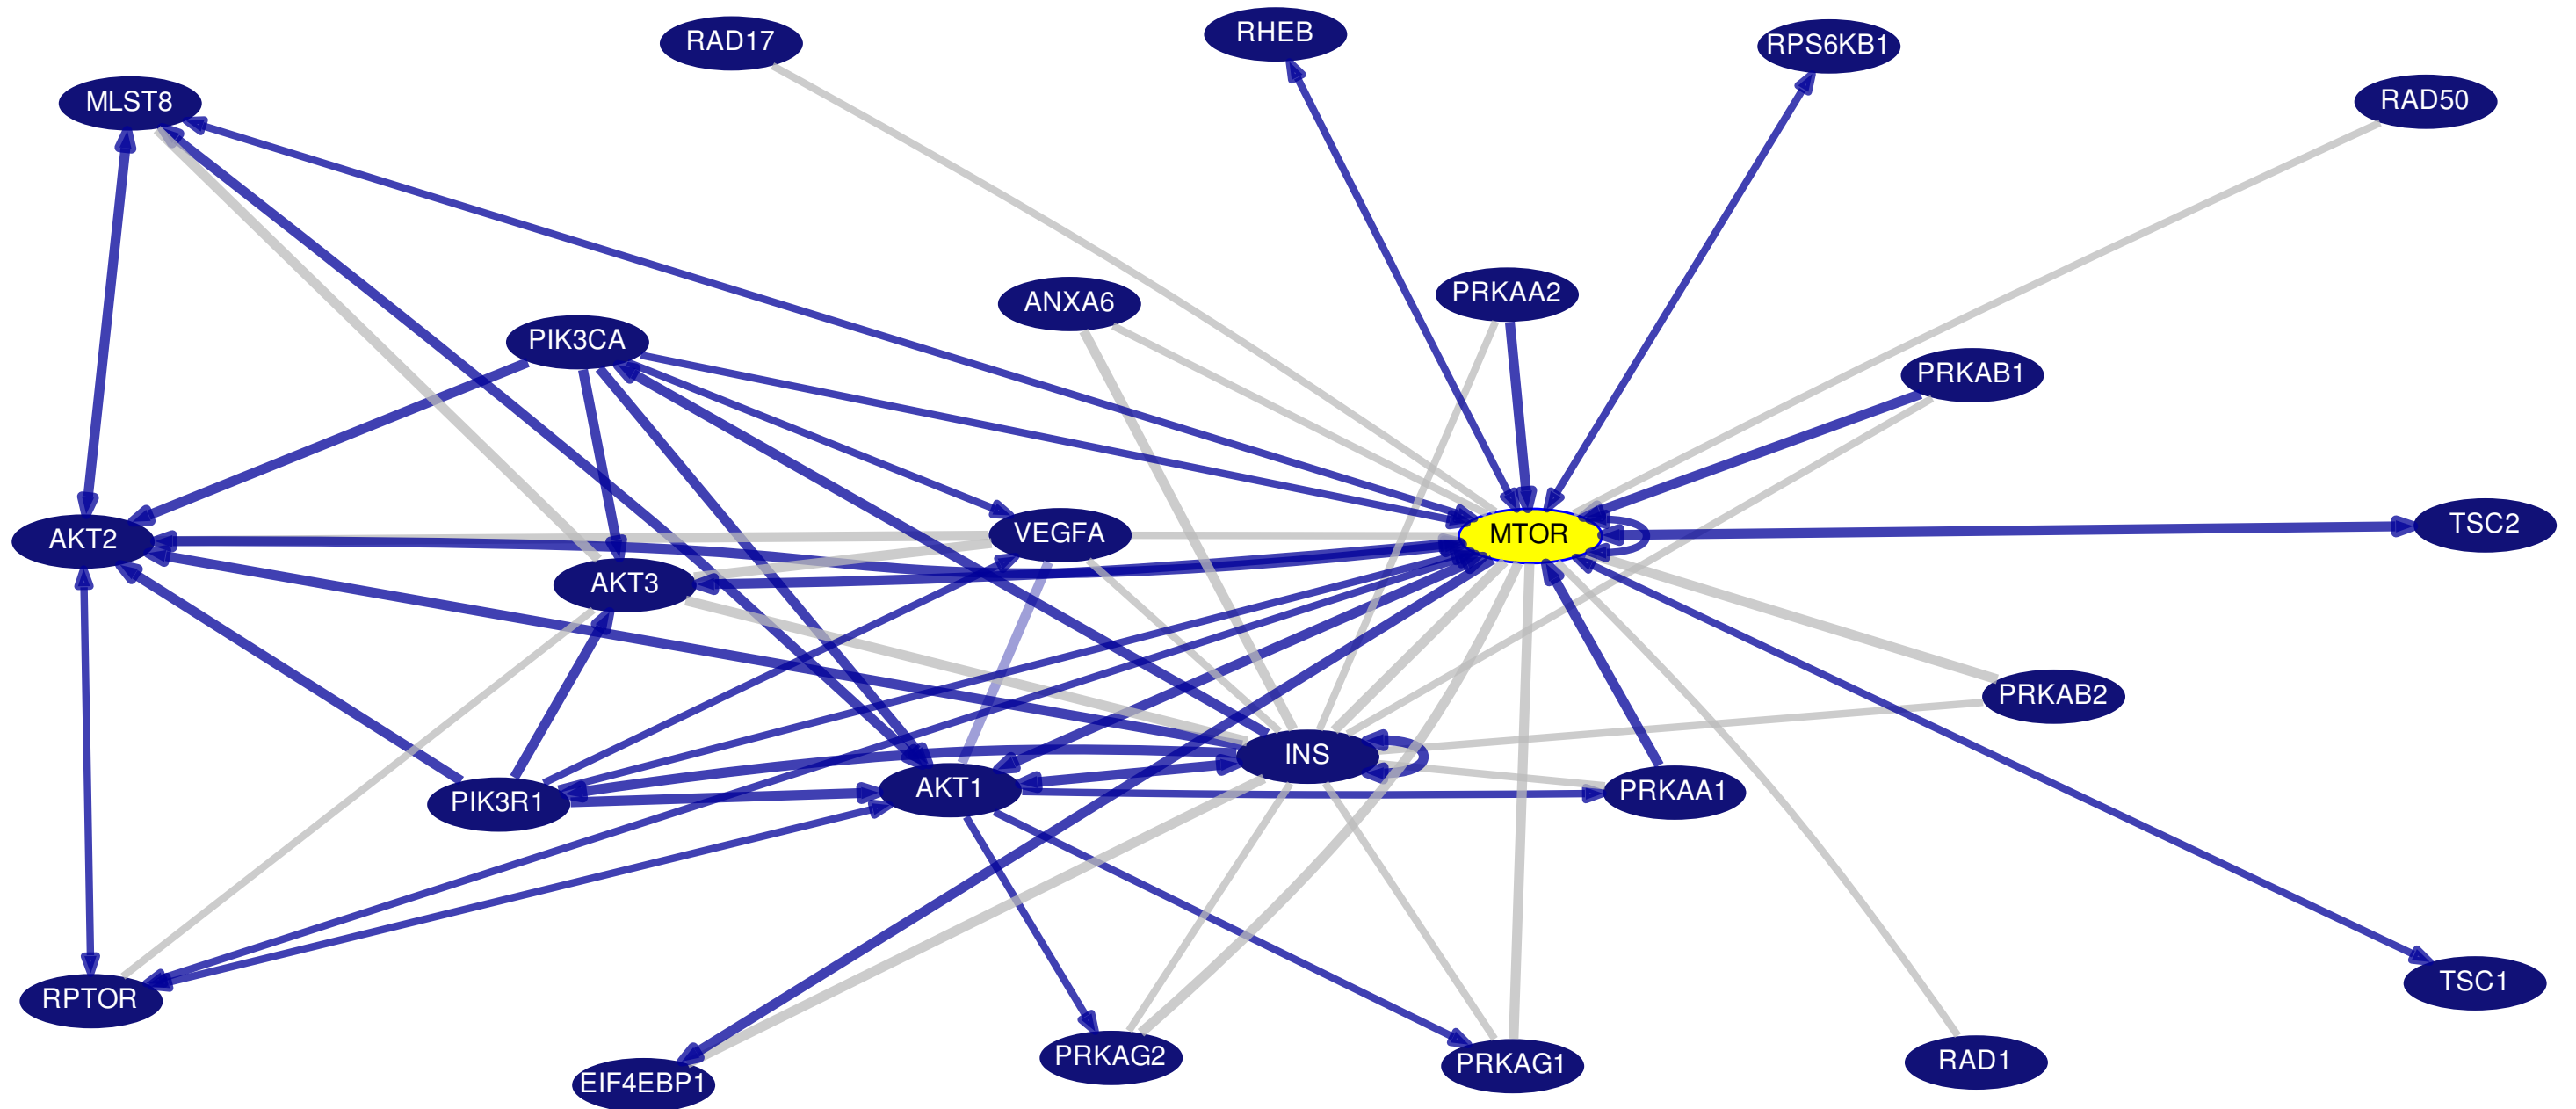 RAD17
RHEB
RPS6KB1
MLST8
RAD50
ANXA6
PRKAA2
PIK3CA
PRKAB1
AKT2
VEGFA
MTOR
TSC2
AKT3
PRKAB2
INS
PIK3R1
AKT1
PRKAA1
RPTOR
TSC1
EIF4EBP1
PRKAG2
PRKAG1
RAD1